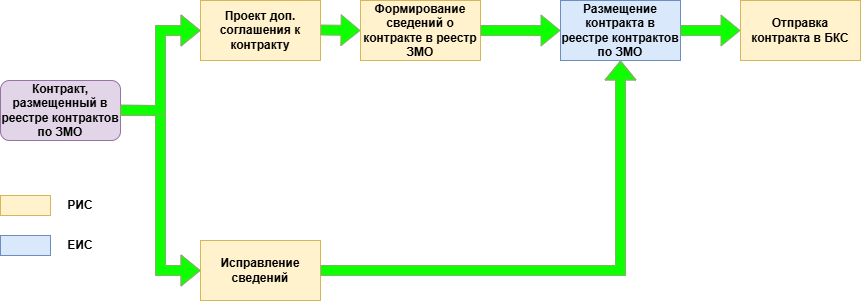 Проект доп.
соглашения к
контракту
Формирование
сведений о
контракте в реестр
ЗМО
Размещение
контракта в
реестре контрактов
по ЗМО
Отправка
контракта в БКС
Контракт,
размещенный в
реестре контрактов
по ЗМО
РИС
ЕИС
Исправление
сведений